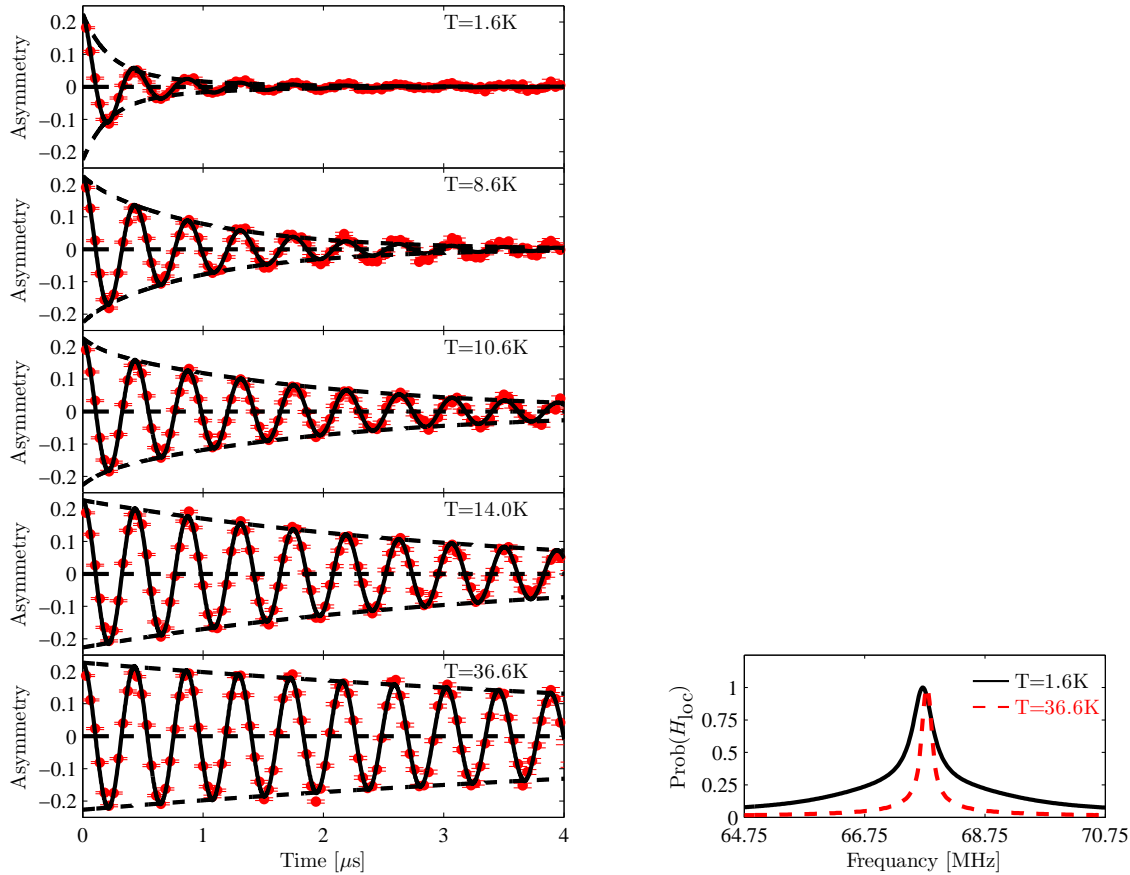 T=1.6K
0.2
0.1
0
−0.1
−0.2
Asymmetry
T=8.6K
0.2
0.1
0
−0.1
−0.2
Asymmetry
T=10.6K
0.2
0.1
0
−0.1
−0.2
Asymmetry
T=14.0K
0.2
0.1
0
−0.1
−0.2
Asymmetry
T=36.6K
0.2
0.1
0
−0.1
−0.2
Asymmetry
0 1 2 3 4
Time [μs]
T=1.6K
T=36.6K
1
0.75
0.5
0.25
0
Prob(H_loc)
64.75 66.75 68.75 70.75
Frequancy [MHz]